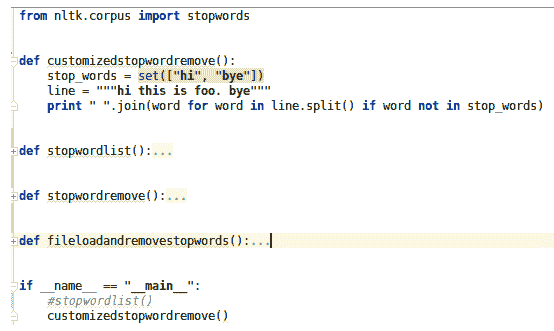 from nltk.corpus import stopwords
def customizedstopwordremove():
    stop_words = set(["hi", "bye"])
    line = """hi this is foo. bye"""
    print " ".join(word for word in line.split() if word not in stop_words)
def stopwordlist():...
def stopwordremove():...
def fileloadandremovestopwords():...
if __name__ == "__main__":
    #stopwordlist()
    customizedstopwordremove()